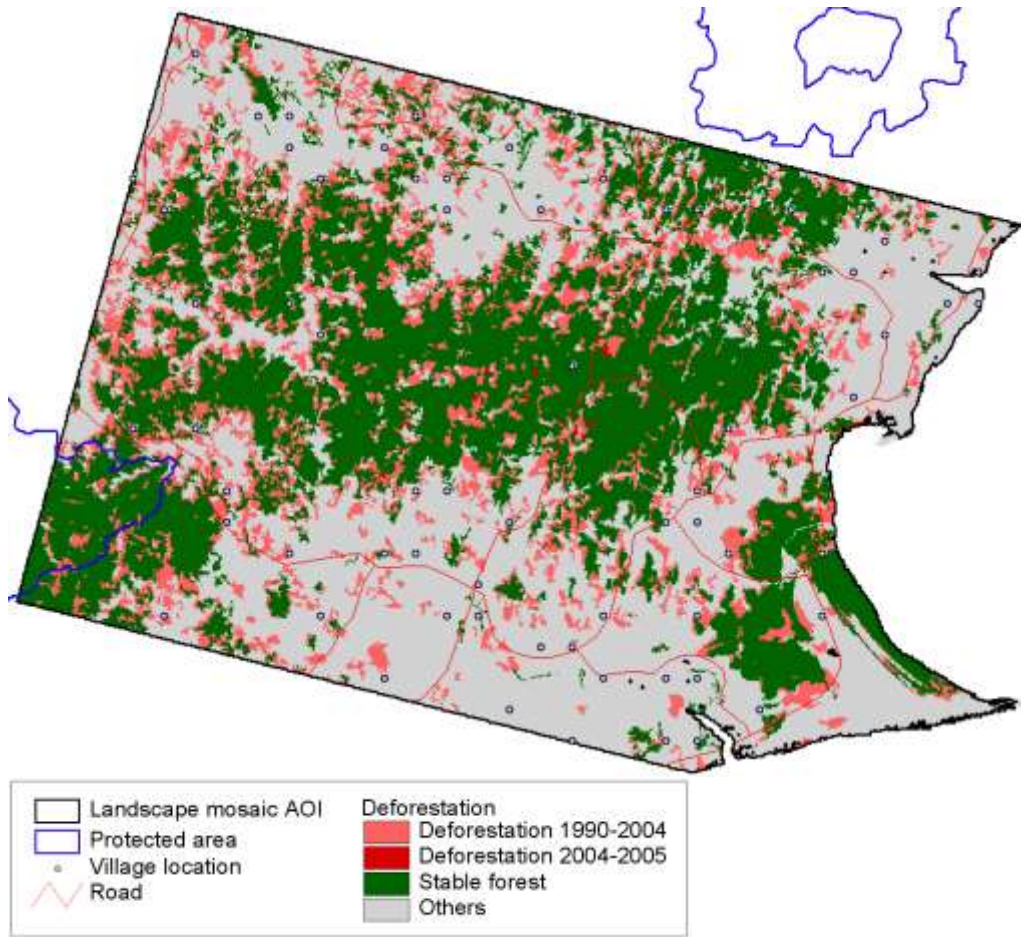 Landscape mosaic AOI
Protected area
Village location
Road
Deforestation
Deforestation 1990-2004
Deforestation 2004-2005
Stable forest
Others